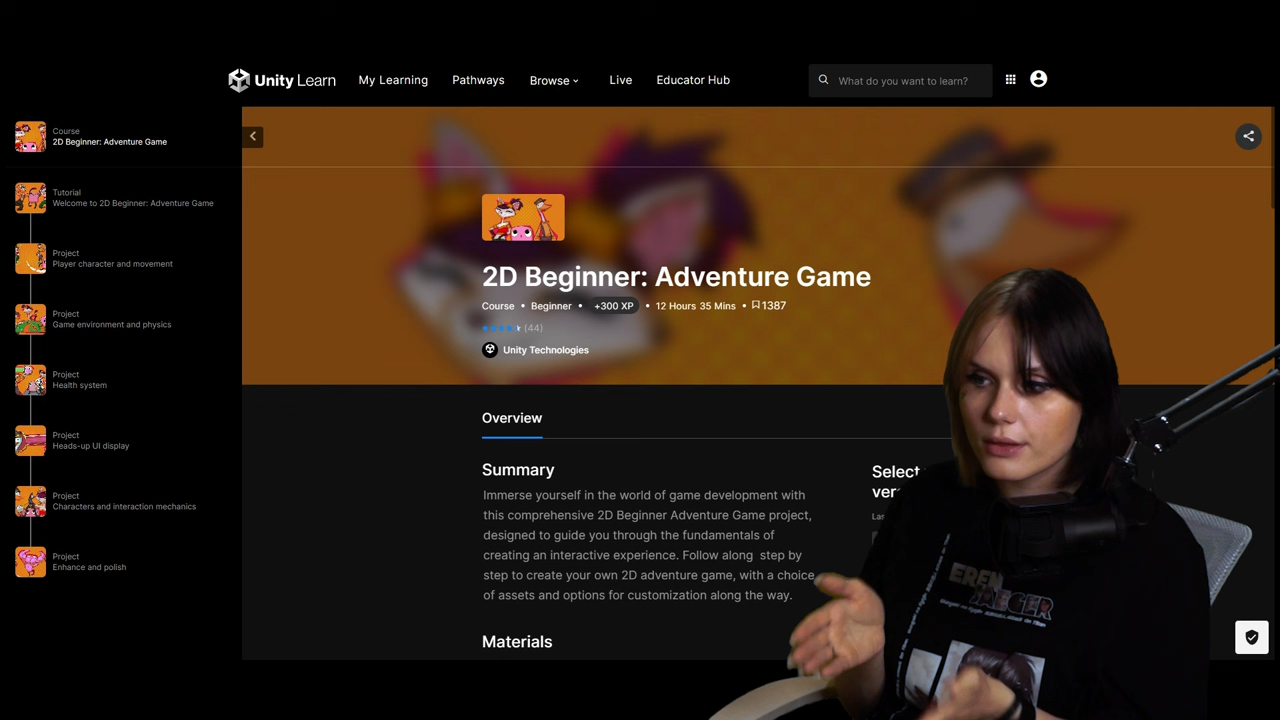 Unity Learn
My Learning
Pathways
Browse
Live
Educator Hub
What do you want to learn?
Course
2D Beginner: Adventure Game
Tutorial
Welcome to 2D Beginner: Adventure Game
Project
Player character and movement
Project
Game environment and physics
Project
Health system
Project
Heads-up UI display
Project
Characters and interaction mechanics
Project
Enhance and polish
2D Beginner: Adventure Game
Course • Beginner • +300 XP • 12 Hours 35 Mins • 1387
(44)
Unity Technologies
Overview
Summary
Immerse yourself in the world of game development with
this comprehensive 2D Beginner Adventure Game project,
designed to guide you through the fundamentals of
creating an interactive experience. Follow along step by
step to create your own 2D adventure game, with a choice
of assets and options for customization along the way.
Materials
Select
EREN
JAEGER